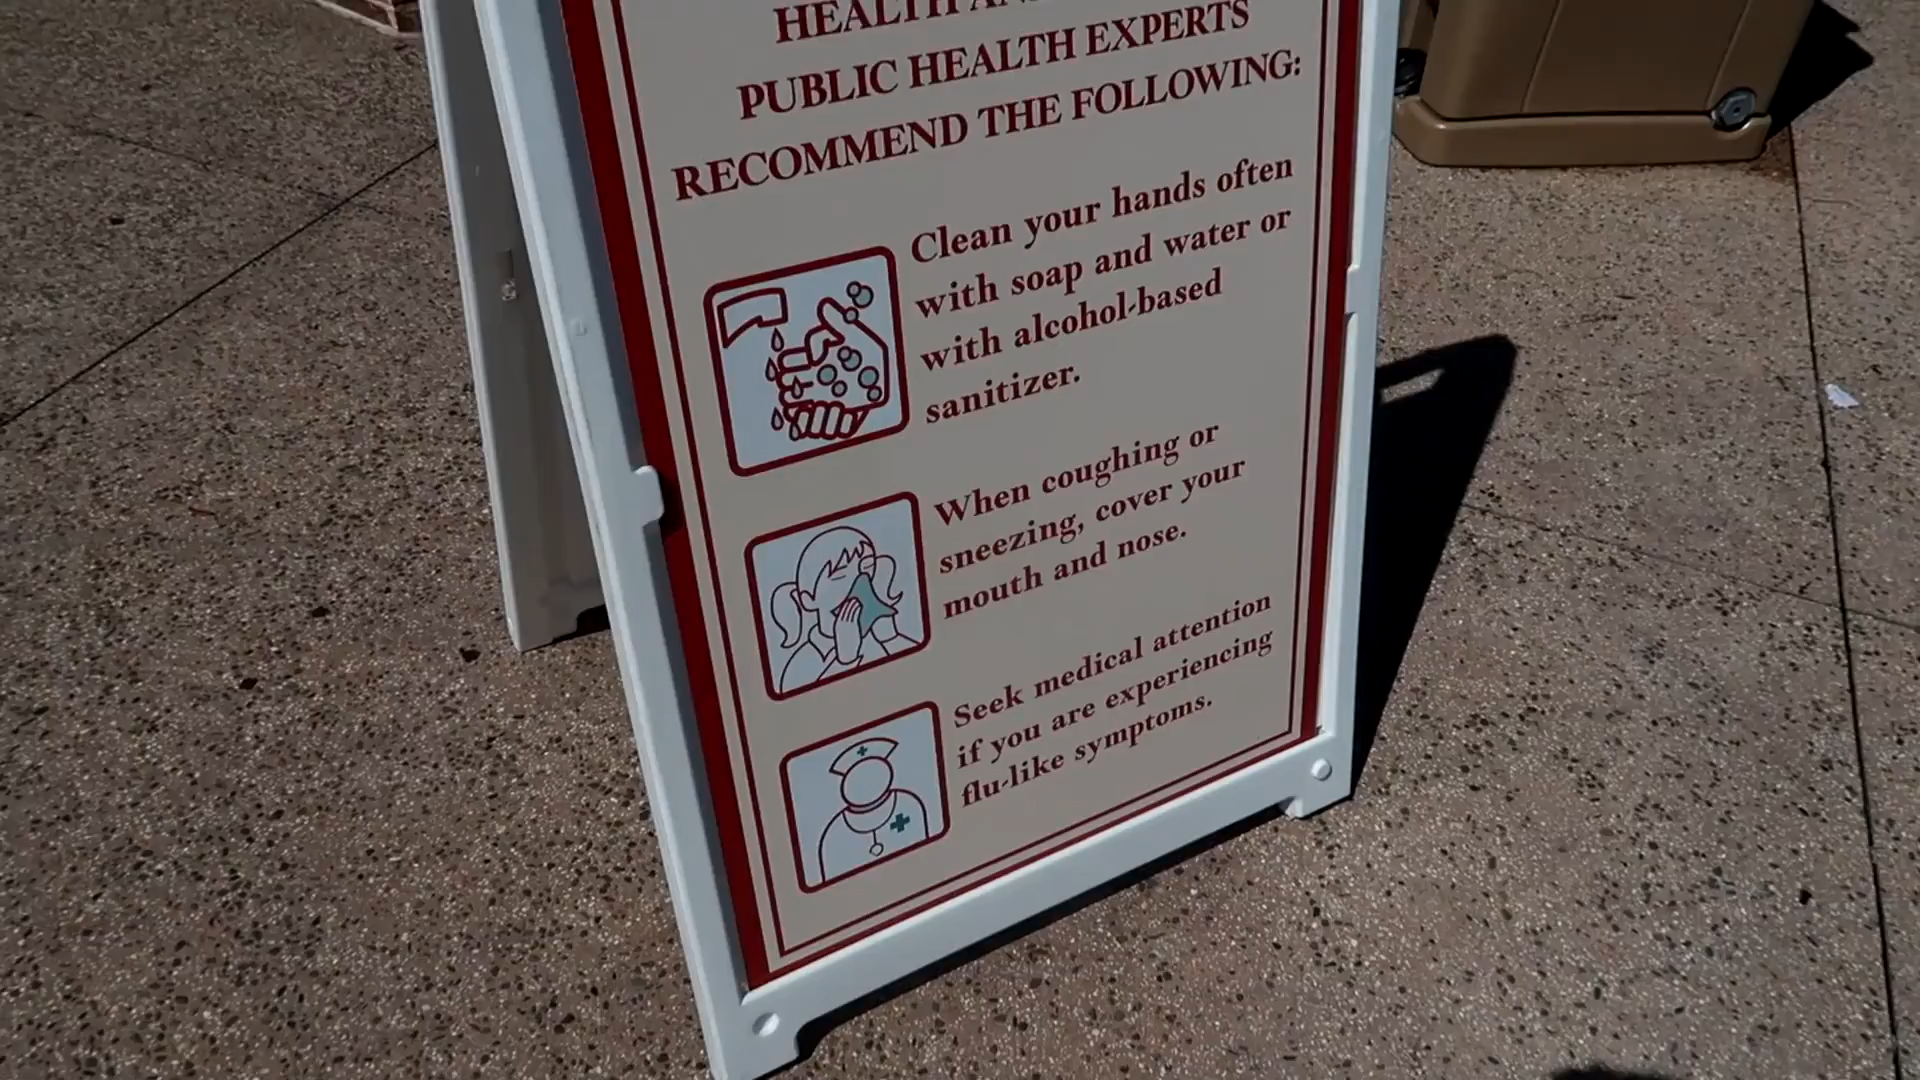 HEALTH
PUBLIC HEALTH EXPERTS
RECOMMEND THE FOLLOWING:
Clean your hands often
with soap and water or
with alcohol-based
sanitizer.
When coughing or
sneezing, cover your
mouth and nose.
Seek medical attention
if you are experiencing
flu-like symptoms.